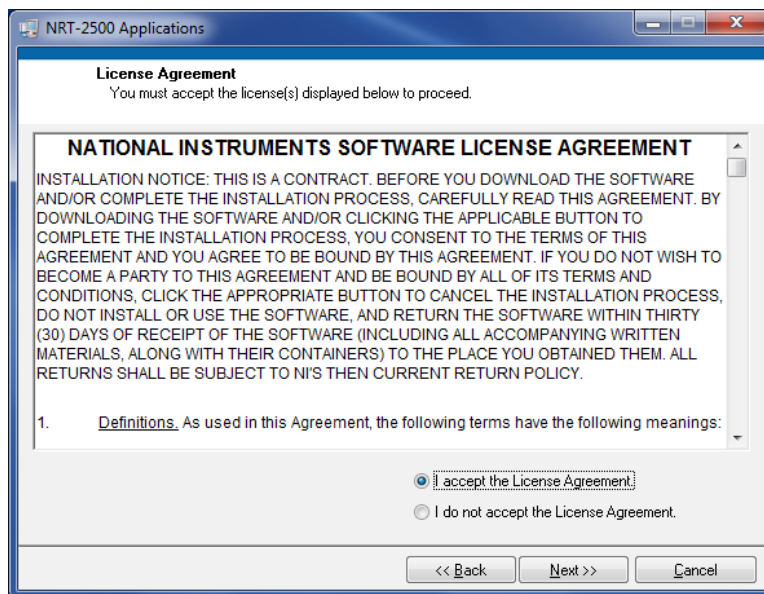 NRT-2500 Applications
License Agreement
You must accept the license(s) displayed below to proceed.
NATIONAL INSTRUMENTS SOFTWARE LICENSE AGREEMENT
INSTALLATION NOTICE: THIS IS A CONTRACT. BEFORE YOU DOWNLOAD THE SOFTWARE
AND/OR COMPLETE THE INSTALLATION PROCESS, CAREFULLY READ THIS AGREEMENT. BY
DOWNLOADING THE SOFTWARE AND/OR CLICKING THE APPLICABLE BUTTON TO
COMPLETE THE INSTALLATION PROCESS, YOU CONSENT TO THE TERMS OF THIS
AGREEMENT AND YOU AGREE TO BE BOUND BY THIS AGREEMENT. IF YOU DO NOT WISH TO
BECOME A PARTY TO THIS AGREEMENT AND BE BOUND BY ALL OF ITS TERMS AND
CONDITIONS, CLICK THE APPROPRIATE BUTTON TO CANCEL THE INSTALLATION PROCESS,
DO NOT INSTALL OR USE THE SOFTWARE, AND RETURN THE SOFTWARE WITHIN THIRTY
(30) DAYS OF RECEIPT OF THE SOFTWARE (INCLUDING ALL ACCOMPANYING WRITTEN
MATERIALS, ALONG WITH THEIR CONTAINERS) TO THE PLACE YOU OBTAINED THEM. ALL
RETURNS SHALL BE SUBJECT TO NI'S THEN CURRENT RETURN POLICY.
1. Definitions. As used in this Agreement, the following terms have the following meanings:
I accept the License Agreement.
I do not accept the License Agreement.
<< Back Next >> Cancel